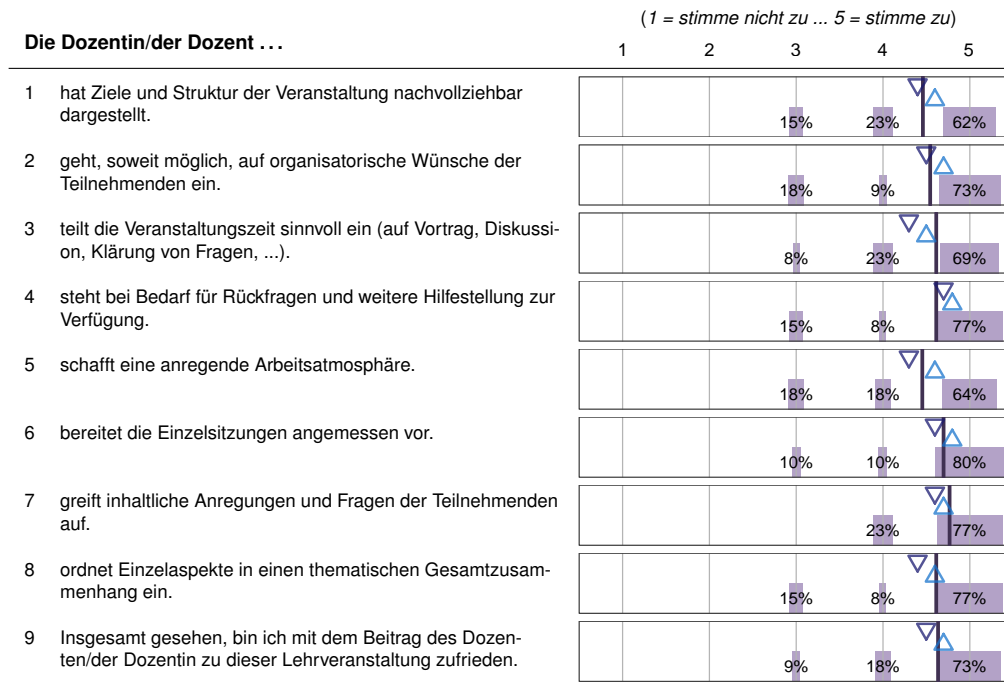 (1 = stimme nicht zu ... 5 = stimme zu)
Die Dozentin/der Dozent ...
1 2 3 4 5
1 hat Ziele und Struktur der Veranstaltung nachvollziehbar
dargestellt.
15% 23% 62%
2 geht, soweit möglich, auf organisatorische Wünsche der
Teilnehmenden ein.
18% 9% 73%
3 teilt die Veranstaltungszeit sinnvoll ein (auf Vortrag, Diskussi-
on, Klärung von Fragen, ...).
8% 23% 69%
4 steht bei Bedarf für Rückfragen und weitere Hilfestellung zur
Verfügung.
15% 8% 77%
5 schafft eine anregende Arbeitsatmosphäre.
18% 18% 64%
6 bereitet die Einzelsitzungen angemessen vor.
10% 10% 80%
7 greift inhaltliche Anregungen und Fragen der Teilnehmenden
auf.
23% 77%
8 ordnet Einzelaspekte in einen thematischen Gesamtzusam-
menhang ein.
15% 8% 77%
9 Insgesamt gesehen, bin ich mit dem Beitrag des Dozen-
ten/der Dozentin zu dieser Lehrveranstaltung zufrieden.
9% 18% 73%